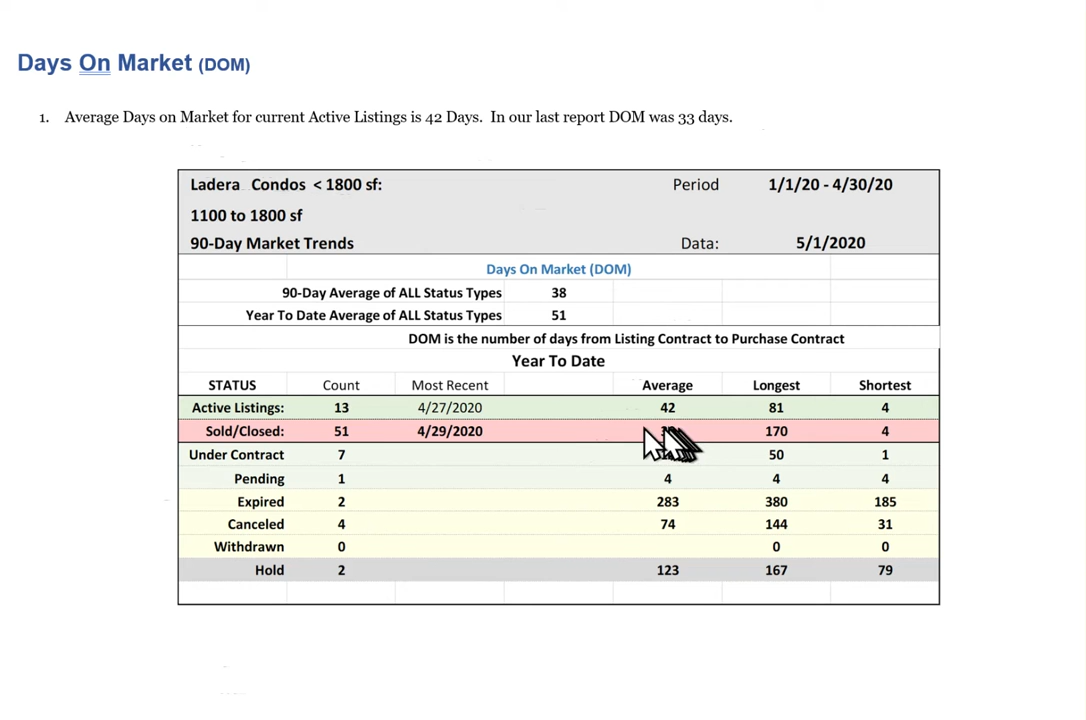 Days On Market (DOM)
1. Average Days on Market for current Active Listings is 42 Days. In our last report DOM was 33 days.
Ladera Condos < 1800 sf: Period 1/1/20 - 4/30/20
1100 to 1800 sf
90-Day Market Trends Data: 5/1/2020
Days On Market (DOM)
90-Day Average of ALL Status Types 38
Year To Date Average of ALL Status Types 51
DOM is the number of days from Listing Contract to Purchase Contract
Year To Date
STATUS Count Most Recent Average Longest Shortest
Active Listings: 13 4/27/2020 42 81 4
Sold/Closed: 51 4/29/2020 170 4
Under Contract 7 50 1
Pending 1 4 4 4
Expired 2 283 380 185
Canceled 4 74 144 31
Withdrawn 0 0 0
Hold 2 123 167 79